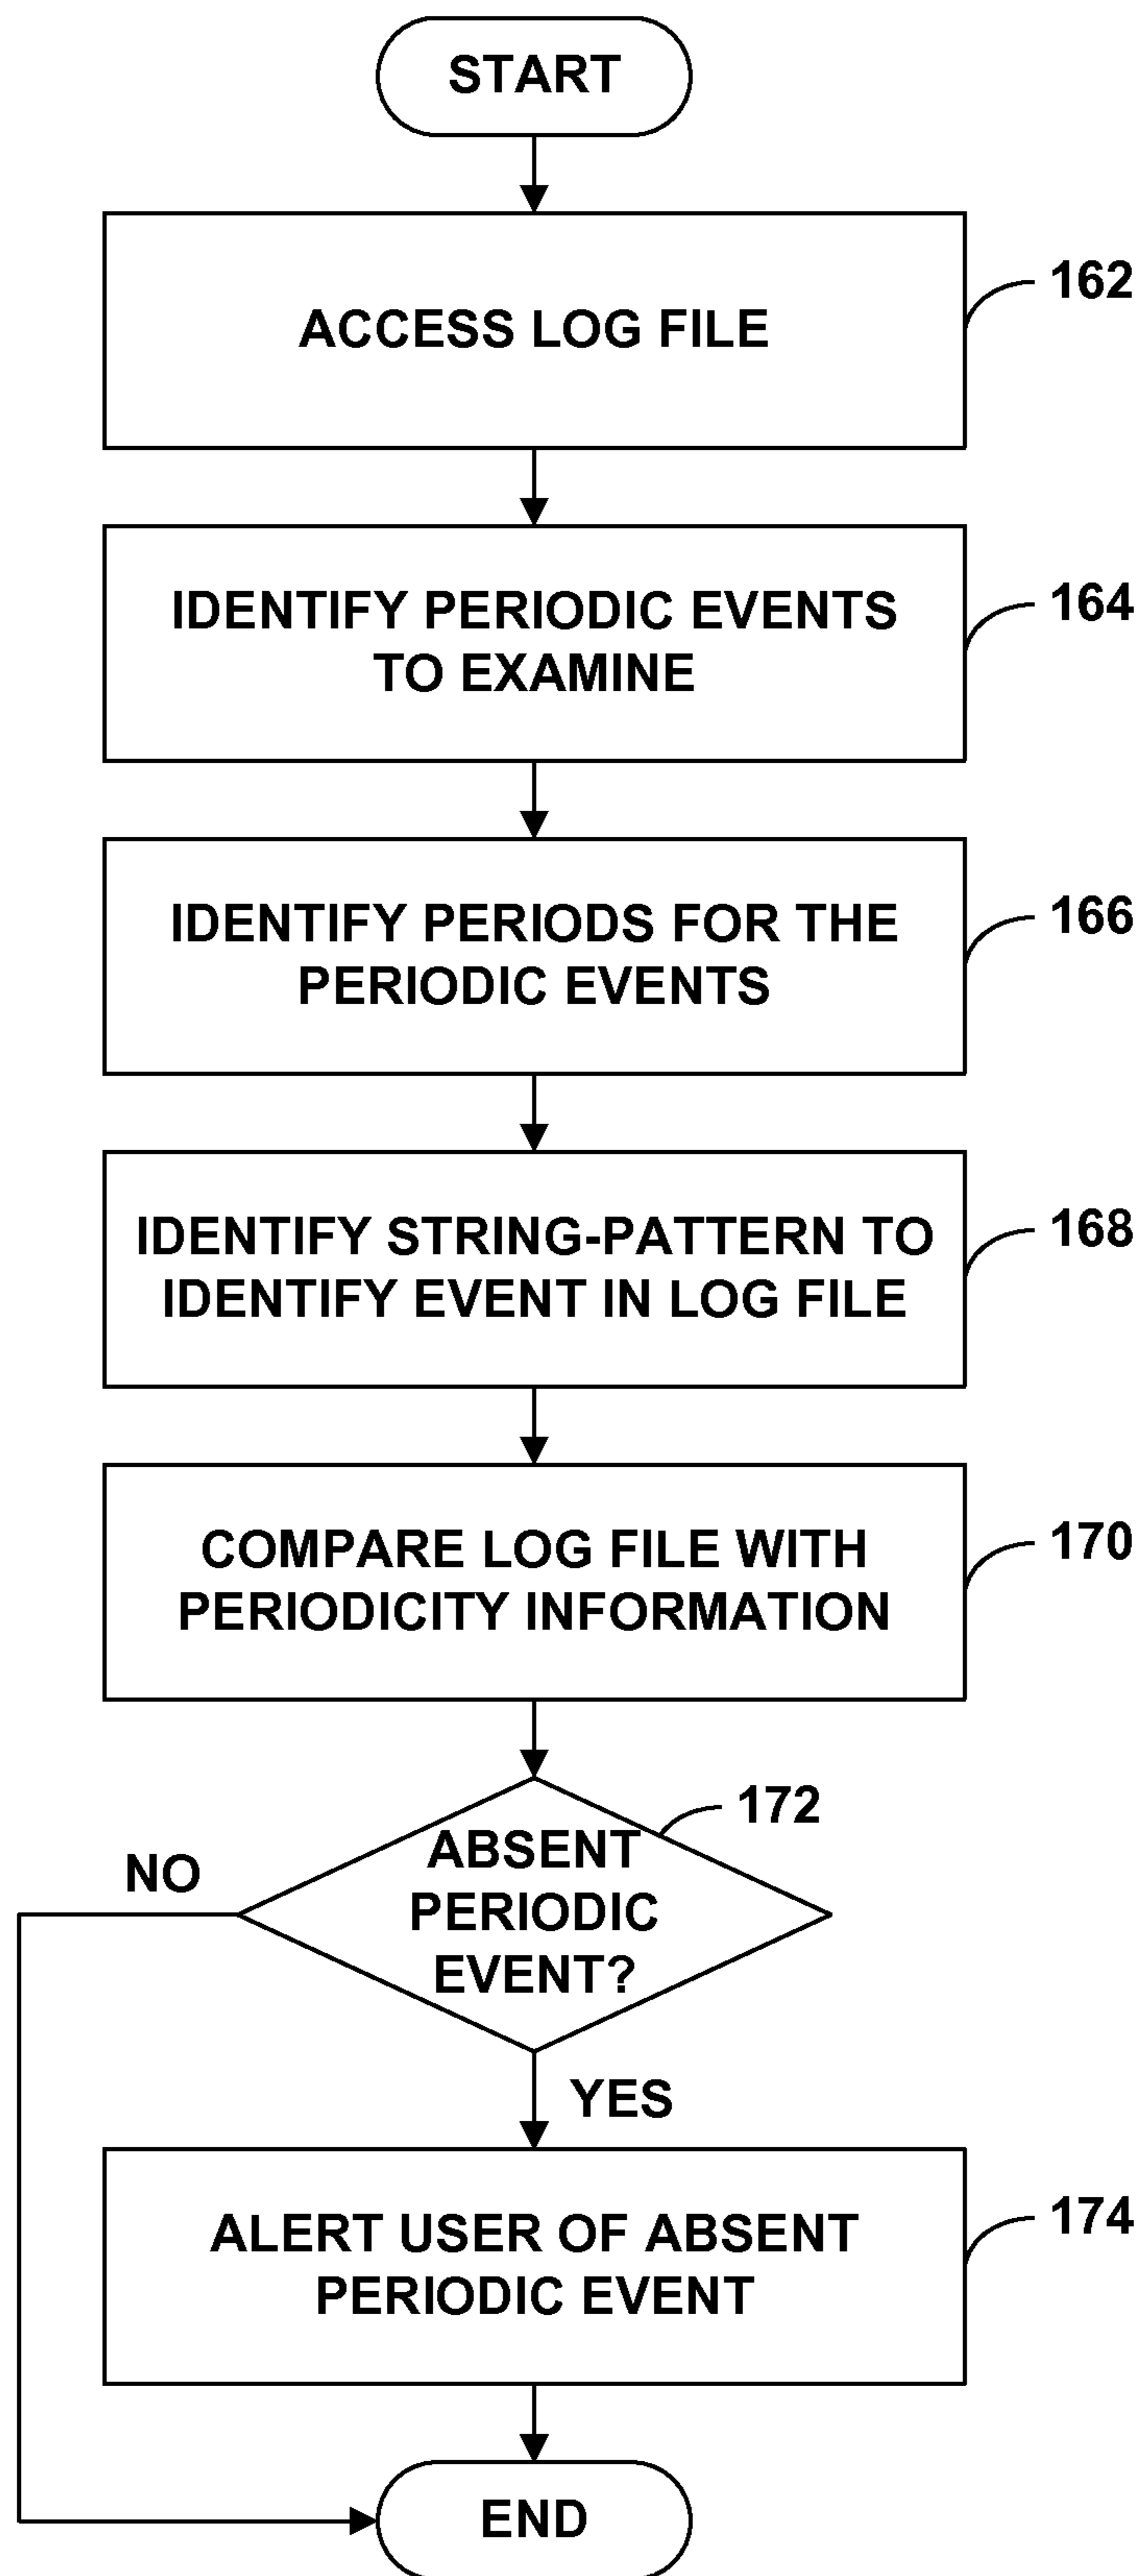 START
ACCESS LOG FILE
162
IDENTIFY PERIODIC EVENTS
TO EXAMINE
164
IDENTIFY PERIODS FOR THE
PERIODIC EVENTS
166
IDENTIFY STRING-PATTERN TO
IDENTIFY EVENT IN LOG FILE
168
COMPARE LOG FILE WITH
PERIODICITY INFORMATION
170
172
ABSENT
PERIODIC
EVENT?
NO
YES
ALERT USER OF ABSENT
PERIODIC EVENT
174
END